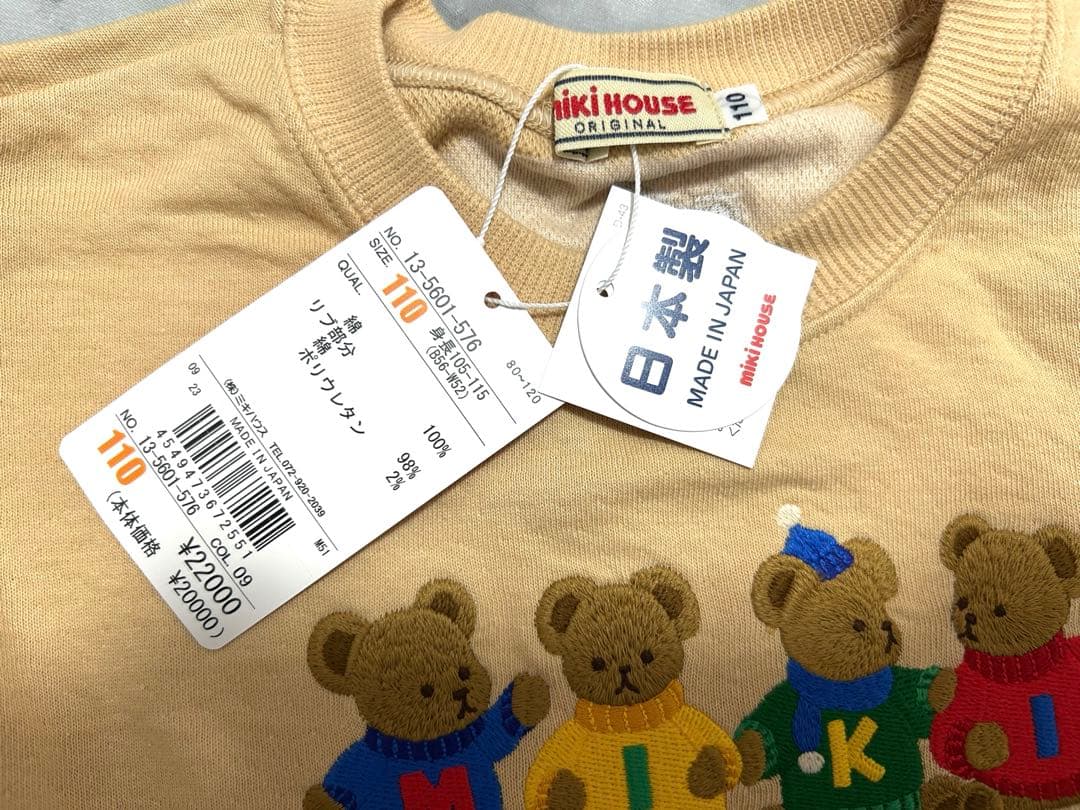 miKi HOUSE
ORIGINAL
110
NO. 13-5601-576
SIZE. 110 身長105-115
(B56-W52)
80~120
QUAL.
綿 100%
リブ部分
綿 98%
ポリウレタン 2%
09
23
(株)ミキハウス TEL.072-920-2039
MADE IN JAPAN
M51
4549473672551
NO. 13-5601-576 COL. 09
110 ¥22000
(本体価格 ¥20000)
D-43
日本製
MADE IN JAPAN
miKi HOUSE
M I K I